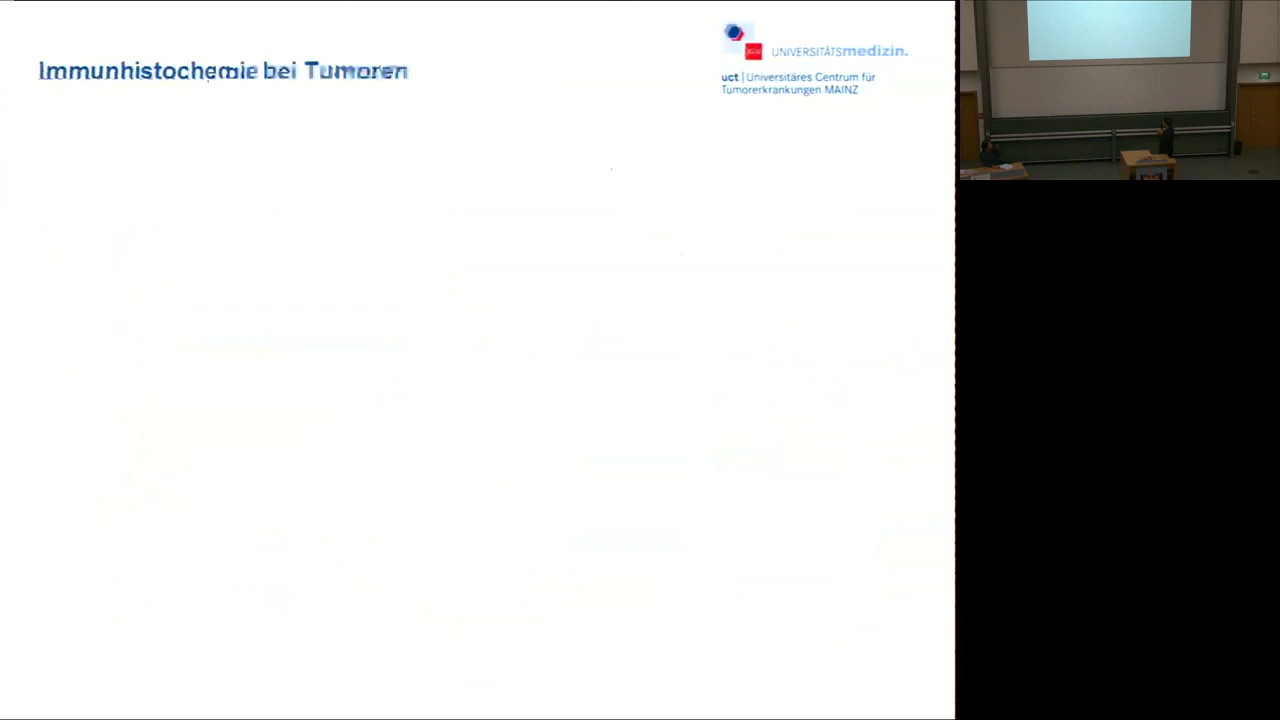 Immunhistochemie bei Tumoren
UNIVERSITÄTSmedizin.
uct | Universitäres Centrum für
Tumorerkrankungen MAINZ